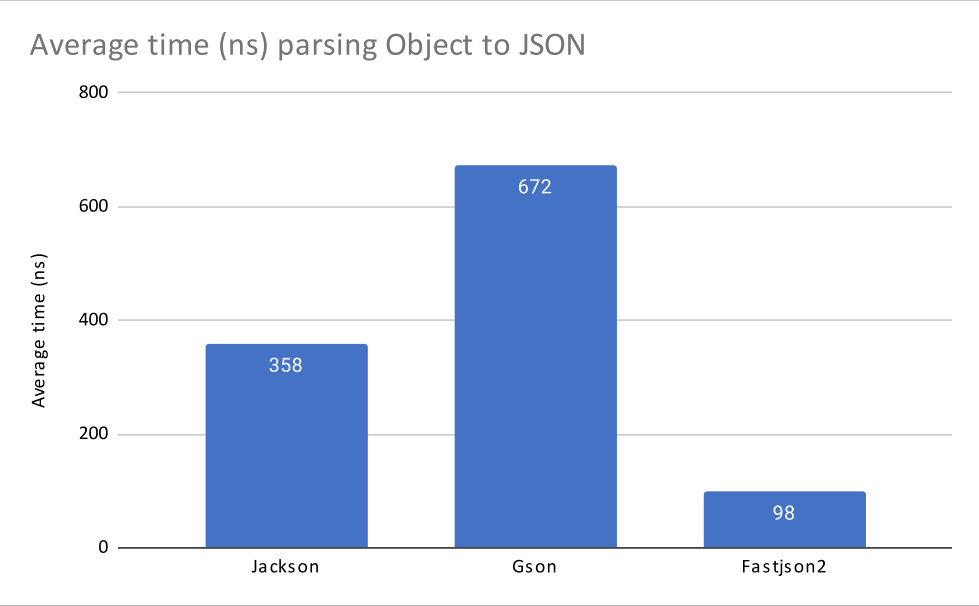 Average time (ns) parsing Object to JSON
800
600
400
200
0
Average time (ns)
358
672
98
Jackson
Gson
Fastjson2